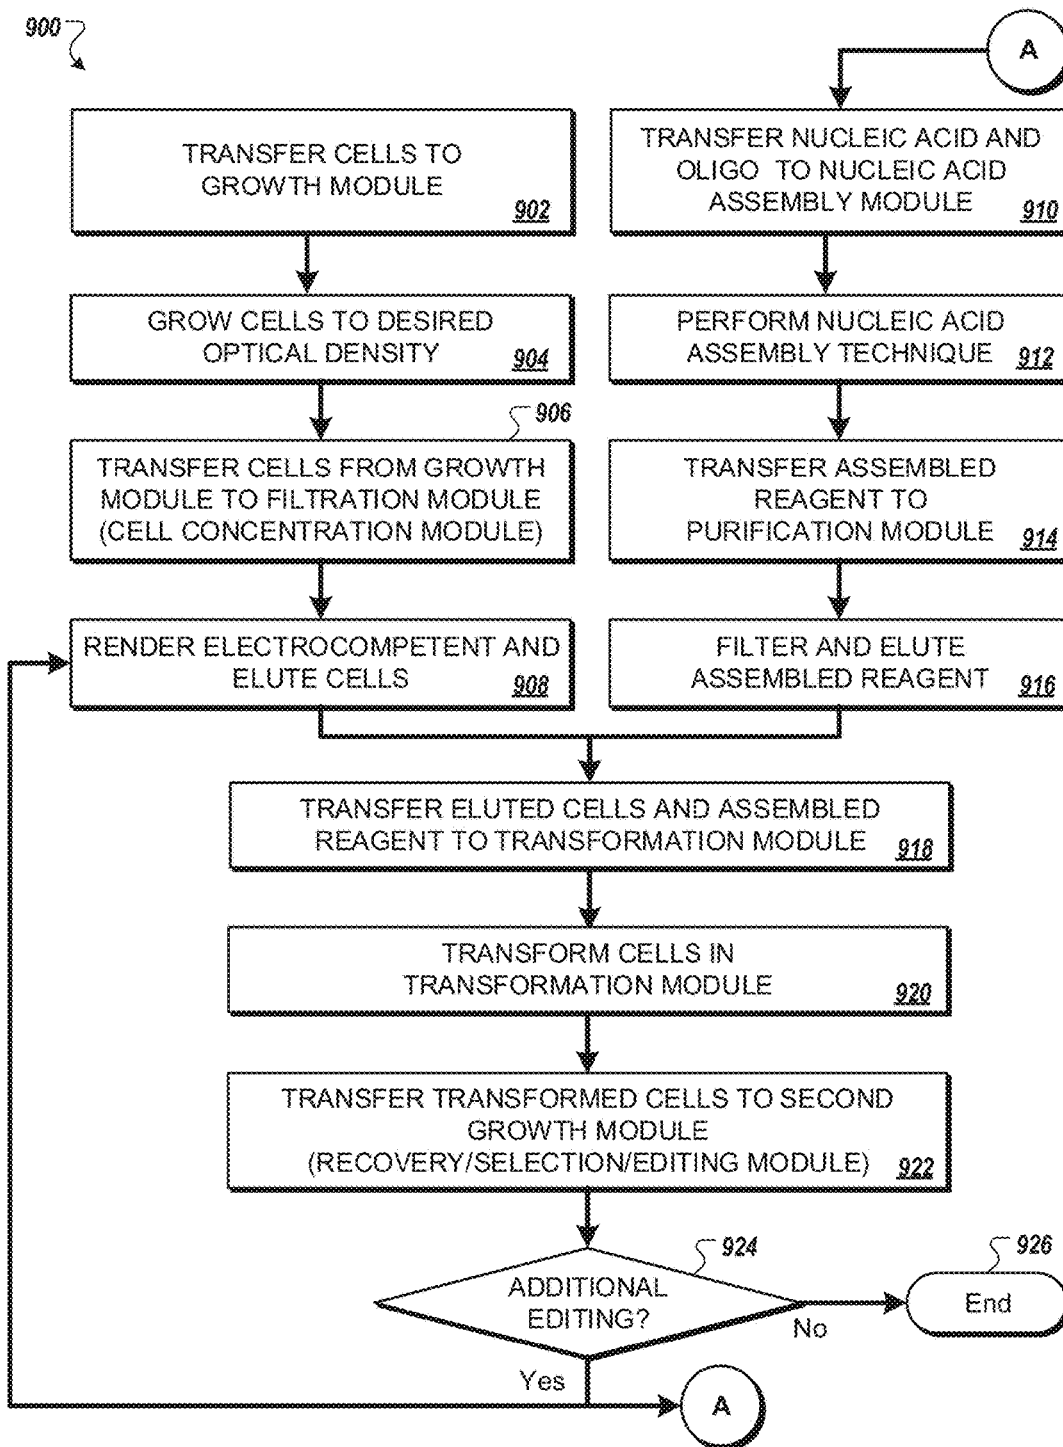 900
TRANSFER CELLS TO
GROWTH MODULE
902
GROW CELLS TO DESIRED
OPTICAL DENSITY
904
906
TRANSFER CELLS FROM GROWTH
MODULE TO FILTRATION MODULE
(CELL CONCENTRATION MODULE)
RENDER ELECTROCOMPETENT AND
ELUTE CELLS
908
A
TRANSFER NUCLEIC ACID AND
OLIGO TO NUCLEIC ACID
ASSEMBLY MODULE
910
PERFORM NUCLEIC ACID
ASSEMBLY TECHNIQUE
912
TRANSFER ASSEMBLED
REAGENT TO
PURIFICATION MODULE
914
FILTER AND ELUTE
ASSEMBLED REAGENT
916
TRANSFER ELUTED CELLS AND ASSEMBLED
REAGENT TO TRANSFORMATION MODULE
918
TRANSFORM CELLS IN
TRANSFORMATION MODULE
920
TRANSFER TRANSFORMED CELLS TO SECOND
GROWTH MODULE
(RECOVERY/SELECTION/EDITING MODULE)
922
924
ADDITIONAL
EDITING?
No
926
End
Yes
A